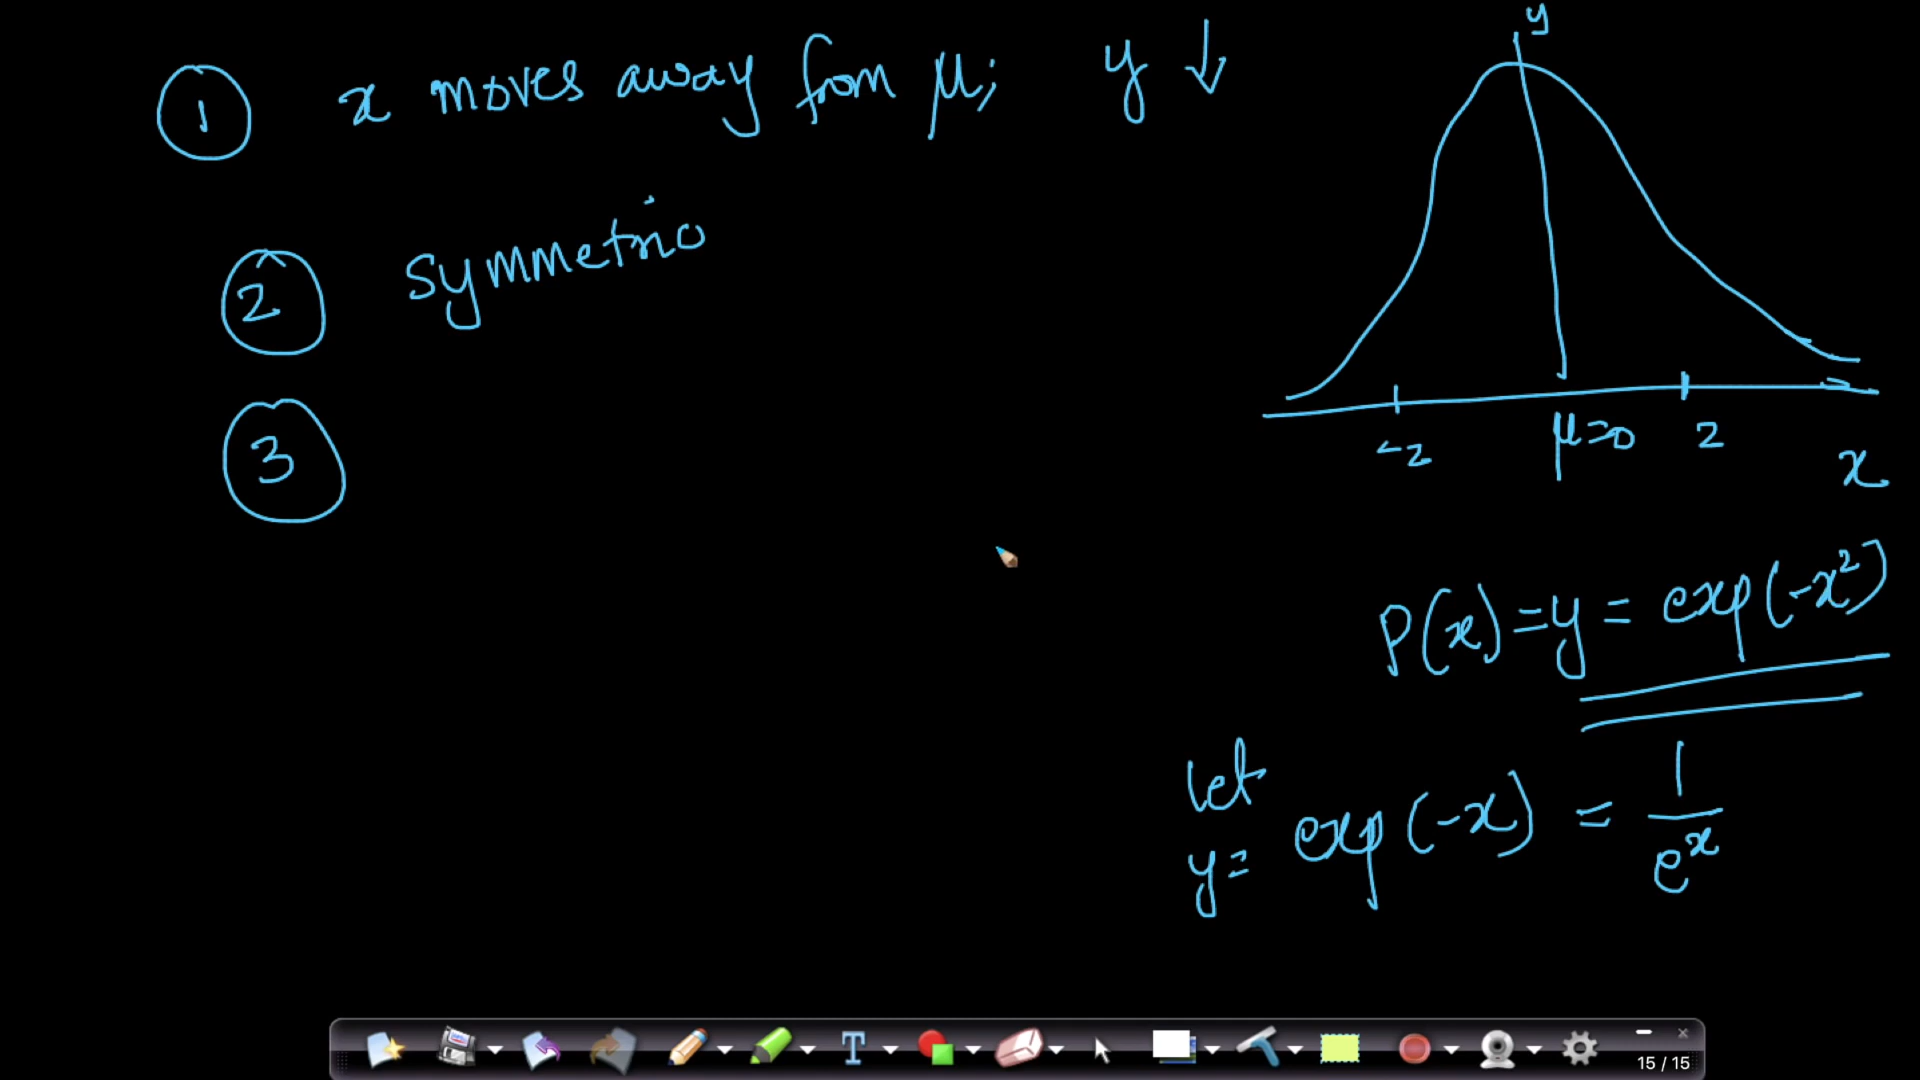 1 x moves away from μ; y ↓
2 symmetric
3
y
-2 μ=0 2
x
P(x)=y = exp(-x²)
let
y= exp(-x) = 1/eˣ
T
15 / 15